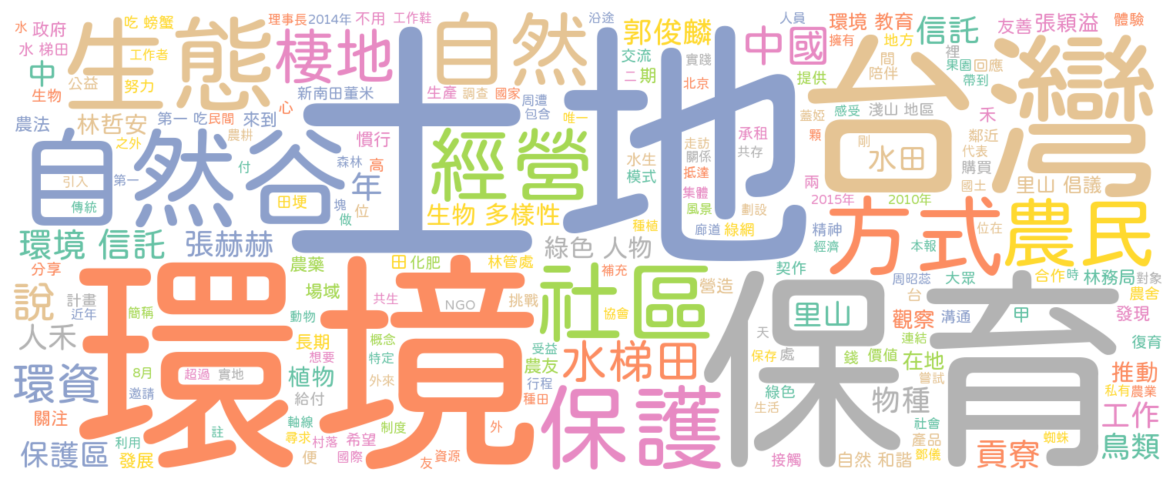 水 政府
吃 螃蟹
理事長
2014年
不用
工作鞋
沿途
人員
環境 教育
信託
友善
張穎溢
體驗
水 梯田
工作者
生態
棲地
自然
郭俊麟
中國
擁有
地方
台灣
中
公益
努力
生物
交流
實踐
二 期
北京
提供
間
陪伴
裡
果園
回應
帶到
新南田董米
心
生產
調查
國家
周遭
包含
唯一
蓋婭
感受
淺山 地區
禾
農法
林哲安
第一
吃
民間
來到
之外
農耕
慣行
土地
承租
走訪
關係
共存
顆
剛
鄰近
代表
購買
水田
自然谷
引入
第一
付
森林
高
年
經營
水生
模式
抵達
集體
風景
劃設
兩
國土
里山 倡議
傳統
田埂
塊
做
位
生物 多樣性
種植
廊道
綠網
2015年
2010年
精神
經濟
方式
本報
位在
農民
環境 信託
張赫赫
綠色 人物
分享
農藥
田
化肥
林管處
補充
契作
周昭蕊
大眾
合作
時
林務局
對象
說
計畫
近年
簡稱
場域
共生
NGO
挑戰
社區
營造
協會
里山
台
觀察
溝通
甲
農舍
發現
人禾
環境
動物
長期
想要
概念
特定
受益
農友
水梯田
天
保存
處
保育
連結
錢
價值
在地
復育
環資
8月
邀請
超過
實地
植物
給付
外來
行程
種田
保護
綠色
生活
物種
嘗試
推動
私有
農業
關注
利用
註
軸線
尋求
制度
外
社會
產品
鄭儀
工作
蜘蛛
保護區
發展
村落
希望
便
國際
友
資源
接觸
自然 和諧
貢寮
鳥類